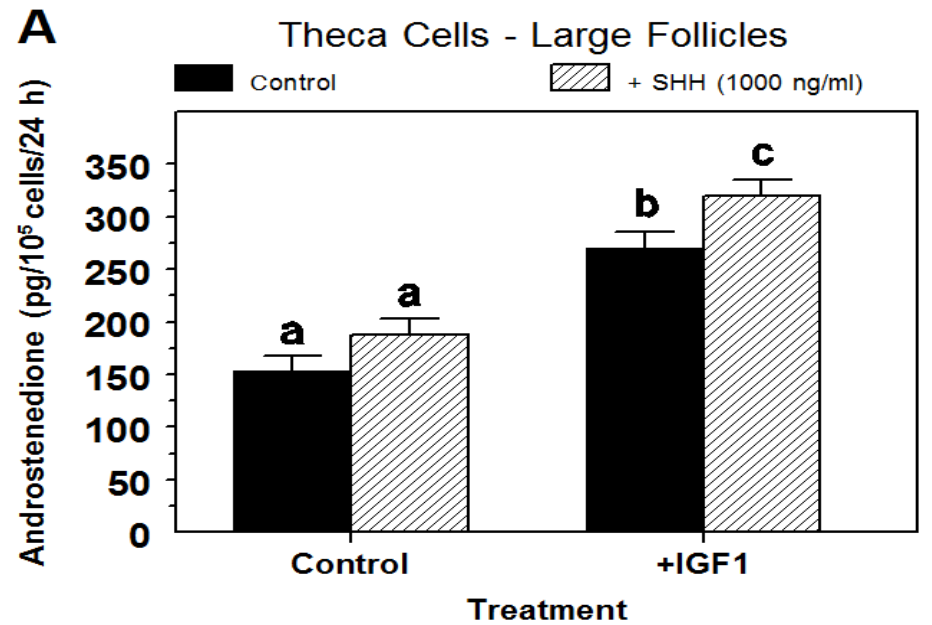 A
Theca Cells - Large Follicles
Control
+ SHH (1000 ng/ml)
Androstenedione (pg/10⁵ cells/24 h)
350
300
250
200
150
100
50
0
a
a
b
c
Control
+IGF1
Treatment